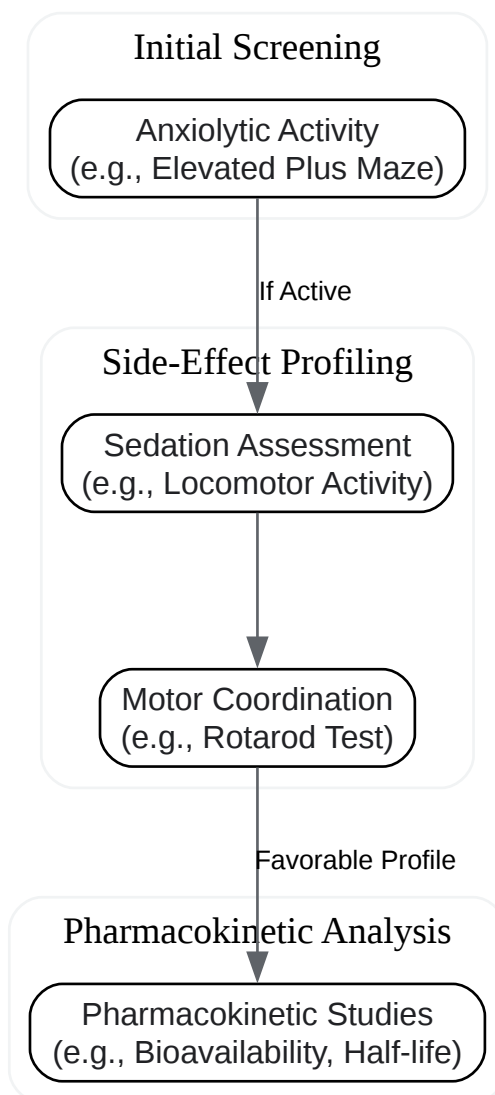 Initial Screening
Anxiolytic Activity
(e.g., Elevated Plus Maze)
If Active
Side-Effect Profiling
Sedation Assessment
(e.g., Locomotor Activity)
Motor Coordination
(e.g., Rotarod Test)
Favorable Profile
Pharmacokinetic Analysis
Pharmacokinetic Studies
(e.g., Bioavailability, Half-life)